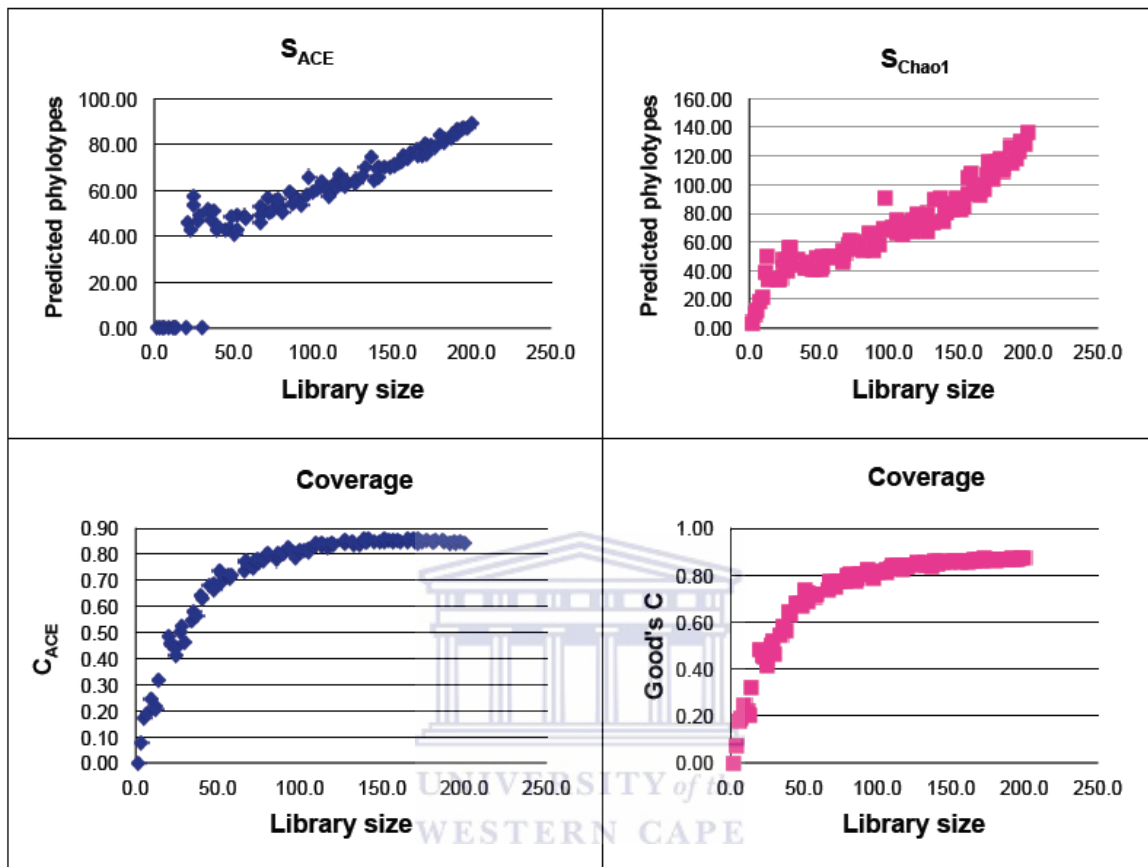 S_ACE
Predicted phylotypes
100.00
80.00
60.00
40.00
20.00
0.00
0.0 50.0 100.0 150.0 200.0 250.0
Library size
S_Chao1
Predicted phylotypes
160.00
140.00
120.00
100.00
80.00
60.00
40.00
20.00
0.00
0.0 50.0 100.0 150.0 200.0 250.0
Library size
Coverage
C_ACE
0.90
0.80
0.70
0.60
0.50
0.40
0.30
0.20
0.10
0.00
0.0 50.0 100.0 150.0 200.0 250.0
Library size
Coverage
Good's C
1.00
0.80
0.60
0.40
0.20
0.00
0.0 50.0 100.0 150.0 200.0 250.0
Library size
UNIVERSITY of the
WESTERN CAPE